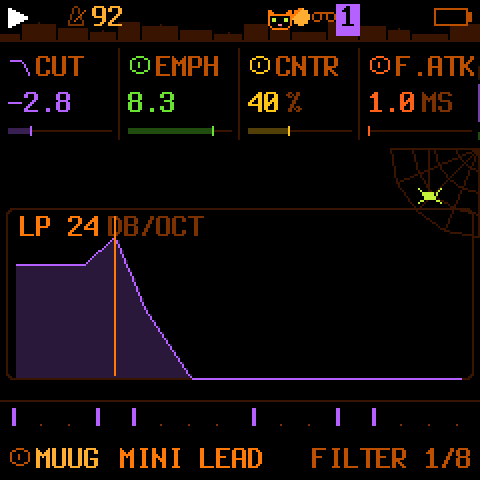 92 1
CUT EMPH CNTR F.ATK
-2.8 8.3 40% 1.0 MS
LP 24 DB/OCT
MUUG MINI LEAD FILTER 1/8